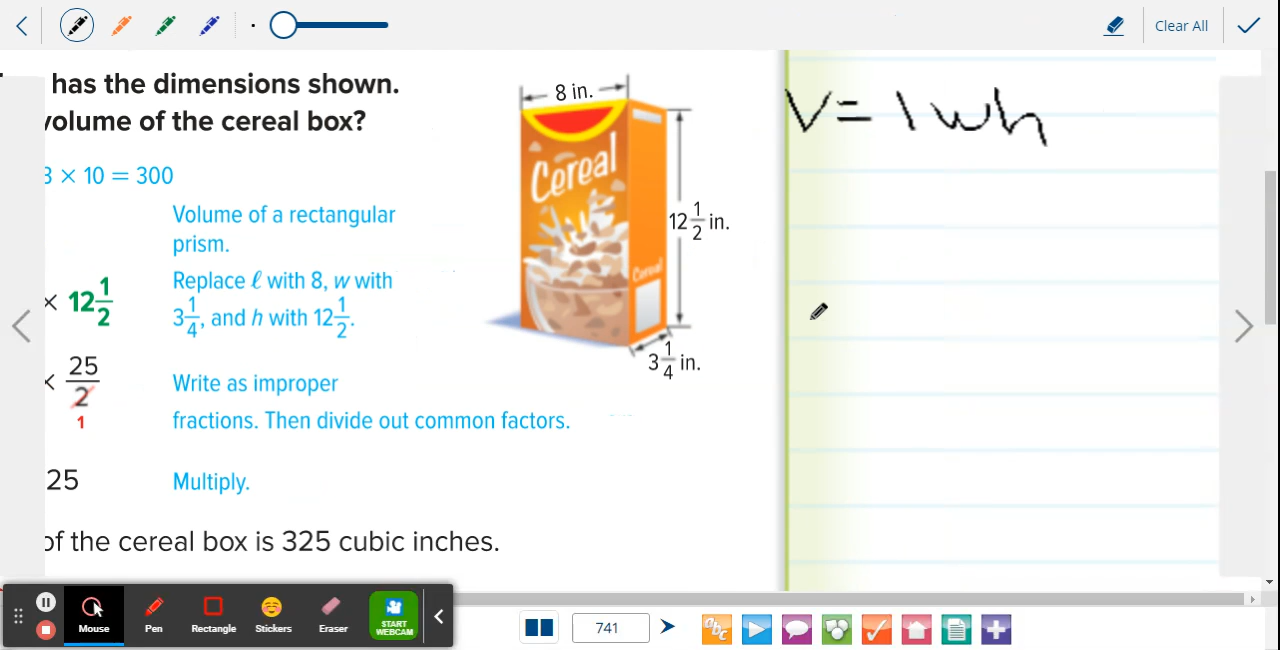 Clear All
has the dimensions shown.
volume of the cereal box?
8 in.
V = l w h
Cereal
3 × 10 = 300
Volume of a rectangular
prism.
12 1/2 in.
× 12 1/2
Replace ℓ with 8, w with
3 1/4, and h with 12 1/2.
Cereal
3 1/4 in.
× 25/2
1
Write as improper
fractions. Then divide out common factors.
25
Multiply.
of the cereal box is 325 cubic inches.
Mouse
Pen
Rectangle
Stickers
Eraser
START
WEBCAM
741
abc